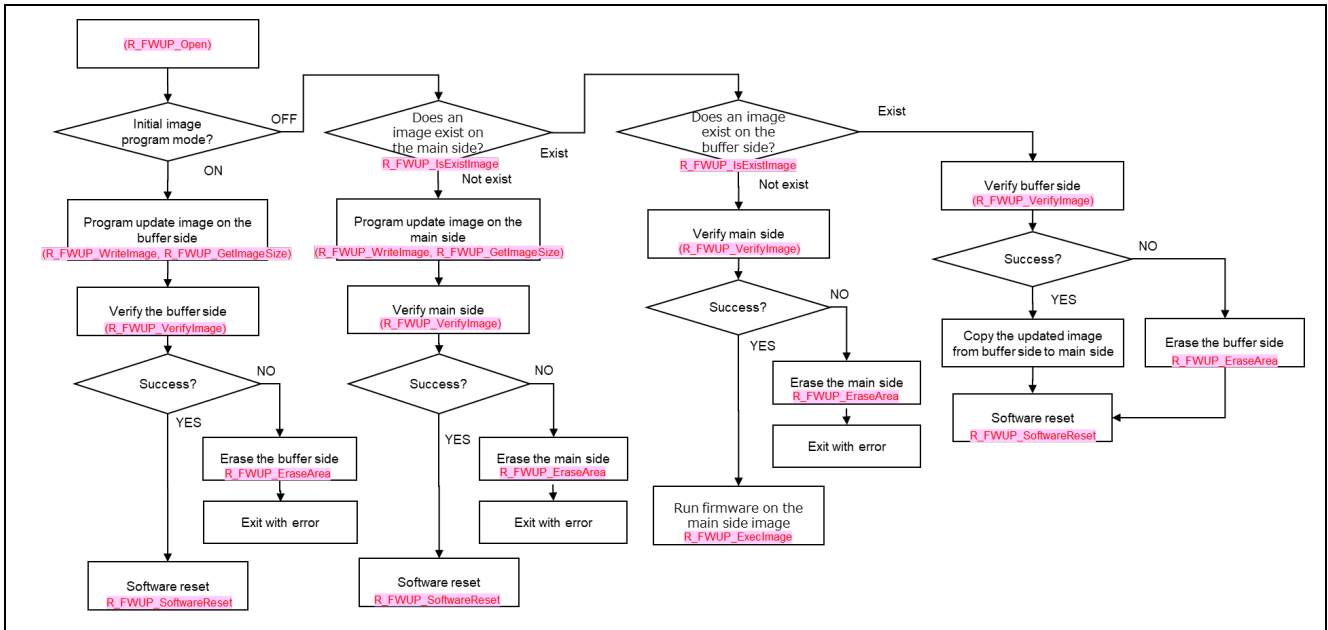 (R_FWUP_Open)
Initial image
program mode?
OFF
ON
Program update image on the
buffer side
(R_FWUP_WriteImage, R_FWUP_GetImageSize)
Verify the buffer side
(R_FWUP_VerifyImage)
Success?
NO
YES
Erase the buffer side
R_FWUP_EraseArea
Exit with error
Software reset
R_FWUP_SoftwareReset
Does an
image exist on
the main side?
R_FWUP_IsExistImage
Exist
Not exist
Program update image on the
main side
(R_FWUP_WriteImage, R_FWUP_GetImageSize)
Verify main side
(R_FWUP_VerifyImage)
Success?
NO
YES
Erase the main side
R_FWUP_EraseArea
Exit with error
Software reset
R_FWUP_SoftwareReset
Does an image
exist on the
buffer side?
R_FWUP_IsExistImage
Exist
Not exist
Verify main side
(R_FWUP_VerifyImage)
Success?
NO
YES
Erase the main side
R_FWUP_EraseArea
Exit with error
Run firmware on the
main side image
R_FWUP_ExecImage
Verify buffer side
(R_FWUP_VerifyImage)
Success?
NO
YES
Copy the updated image
from buffer side to main side
Erase the buffer side
R_FWUP_EraseArea
Software reset
R_FWUP_SoftwareReset